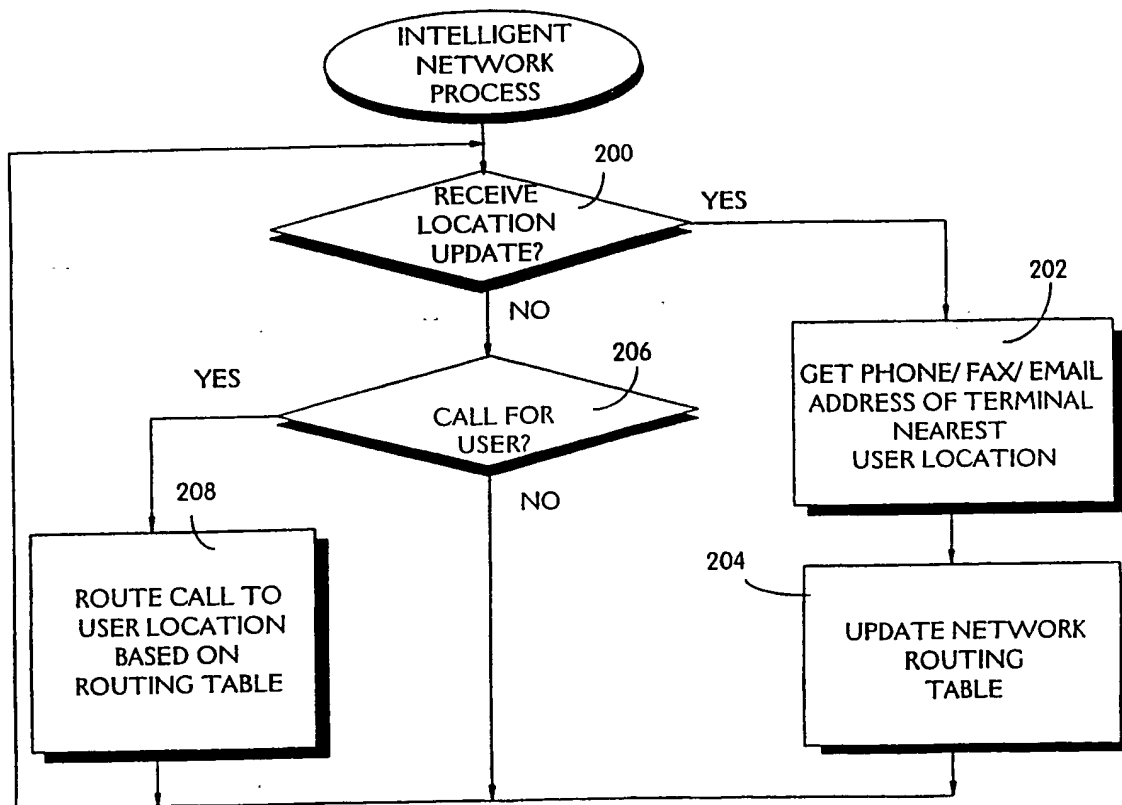 INTELLIGENT
NETWORK
PROCESS
200
RECEIVE
LOCATION
UPDATE?
YES
NO
202
GET PHONE/ FAX/ EMAIL
ADDRESS OF TERMINAL
NEAREST
USER LOCATION
206
YES
CALL FOR
USER?
NO
208
ROUTE CALL TO
USER LOCATION
BASED ON
ROUTING TABLE
204
UPDATE NETWORK
ROUTING
TABLE